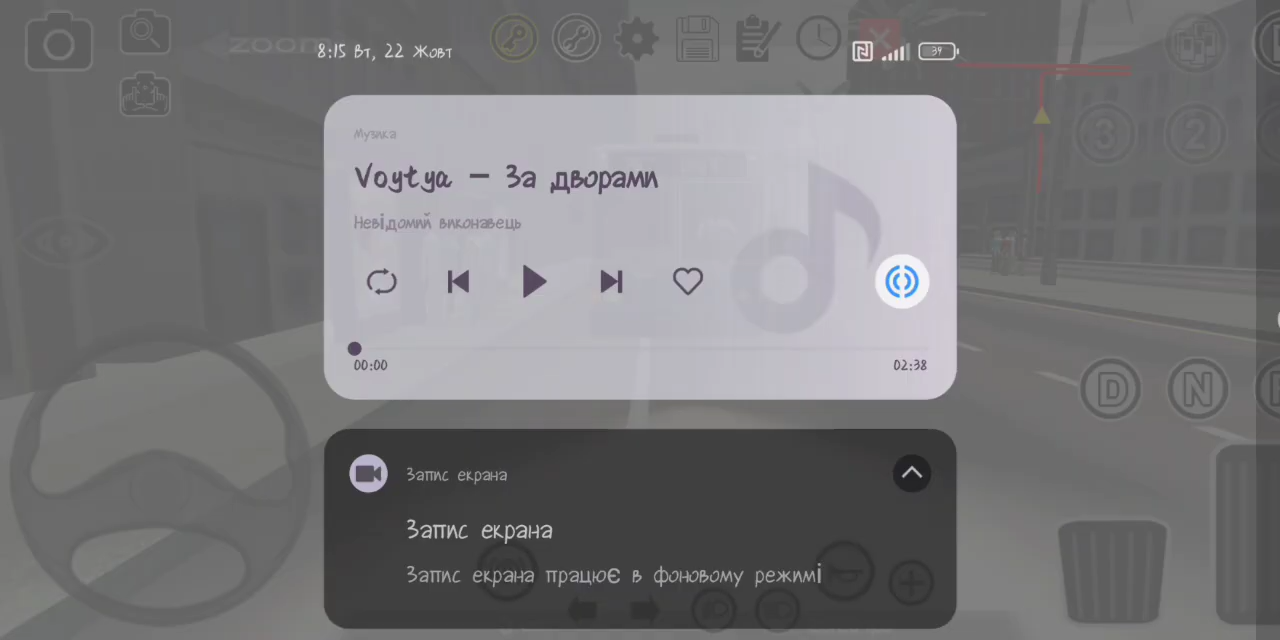 zoom
8:15 Вт, 22 Жовт
39
Музика
Voytya – За дворами
Невідомий виконавець
00:00
02:38
3
2
D
N
Запис екрана
Запис екрана
Запис екрана працює в фоновому режимі